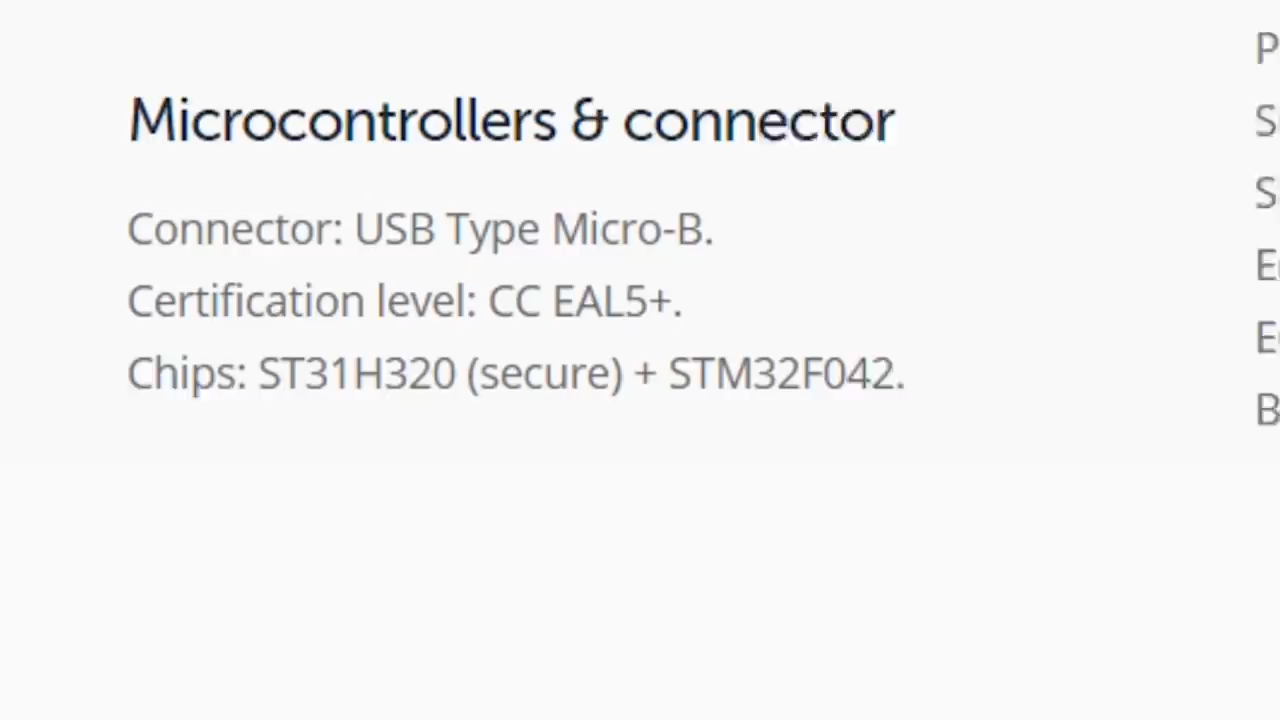 Microcontrollers & connector
Connector: USB Type Micro-B.
Certification level: CC EAL5+.
Chips: ST31H320 (secure) + STM32F042.